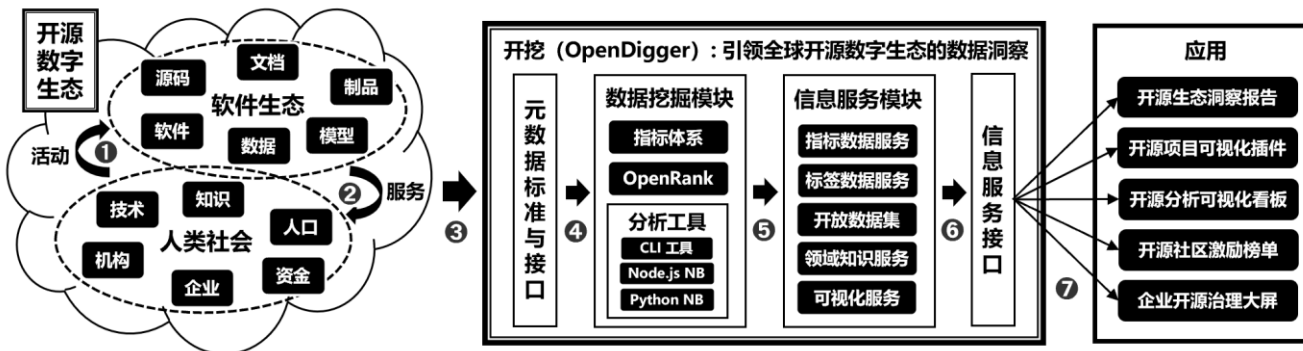 开源
数字
生态
源码
文档
制品
软件生态
软件
数据
模型
活动
❶
❷
服务
技术
知识
人口
人类社会
机构
企业
资金
❸
开挖（OpenDigger）: 引领全球开源数字生态的数据洞察
元数据标准与接口
❹
数据挖掘模块
指标体系
OpenRank
分析工具
CLI 工具
Node.js NB
Python NB
❺
信息服务模块
指标数据服务
标签数据服务
开放数据集
领域知识服务
可视化服务
❻
信息服务接口
❼
应用
开源生态洞察报告
开源项目可视化插件
开源分析可视化看板
开源社区激励榜单
企业开源治理大屏